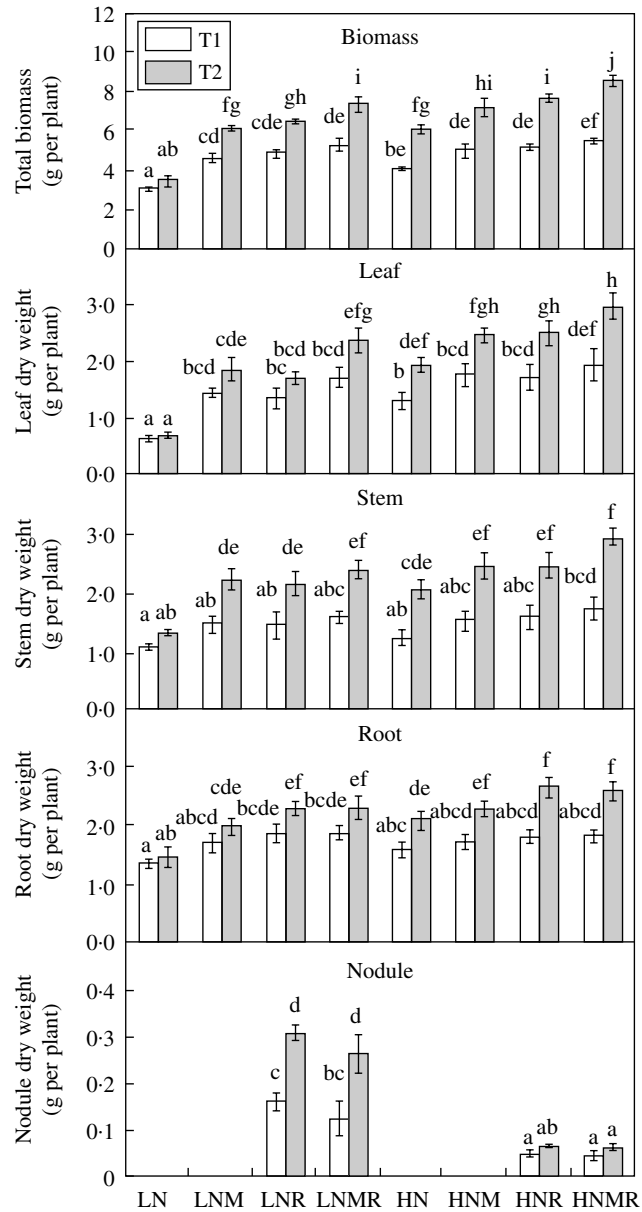 12
T1
T2
Biomass
10
8
6
4
2
0
Total biomass
(g per plant)
a ab cd fg cde gh de i be fg de hi de i ef j
Leaf
3·0
2·0
1·0
0·0
Leaf dry weight
(g per plant)
a a bcd cde bc bcd bcd efg b def bcd fgh bcd gh def h
Stem
3·0
2·0
1·0
0·0
Stem dry weight
(g per plant)
a ab ab de ab de abc ef ab cde abc ef abc ef bcd f
Root
3·0
2·0
1·0
0·0
Root dry weight
(g per plant)
a ab abcd cde bcde ef bcde ef abc de abcd ef abcd f abcd f
Nodule
0·4
0·3
0·2
0·1
0
Nodule dry weight
(g per plant)
c d bc d a ab a a
LN LNM LNR LNMR HN HNM HNR HNMR